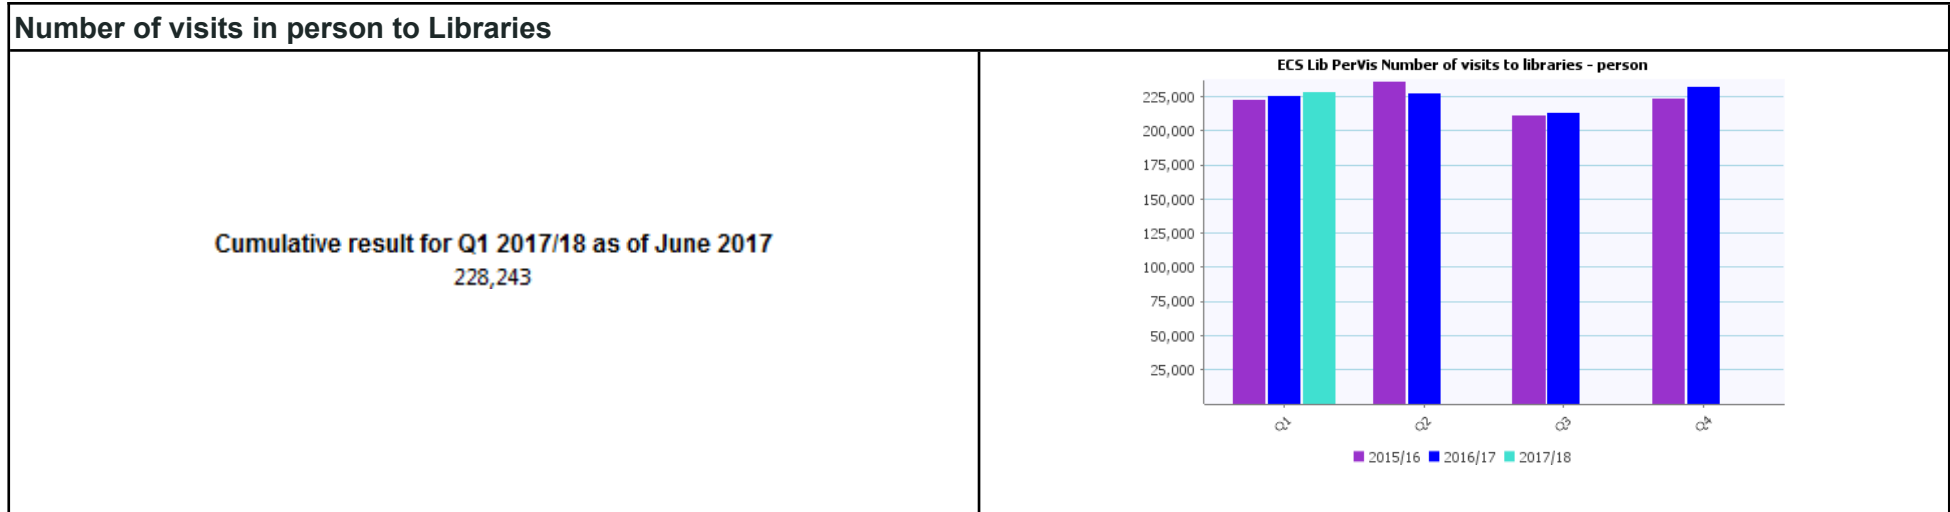 Number of visits in person to Libraries
Cumulative result for Q1 2017/18 as of June 2017
228,243
ECS Lib PerVis Number of visits to libraries - person
225,000
200,000
175,000
150,000
125,000
100,000
75,000
50,000
25,000
Q1 Q2 Q3 Q4
2015/16 2016/17 2017/18